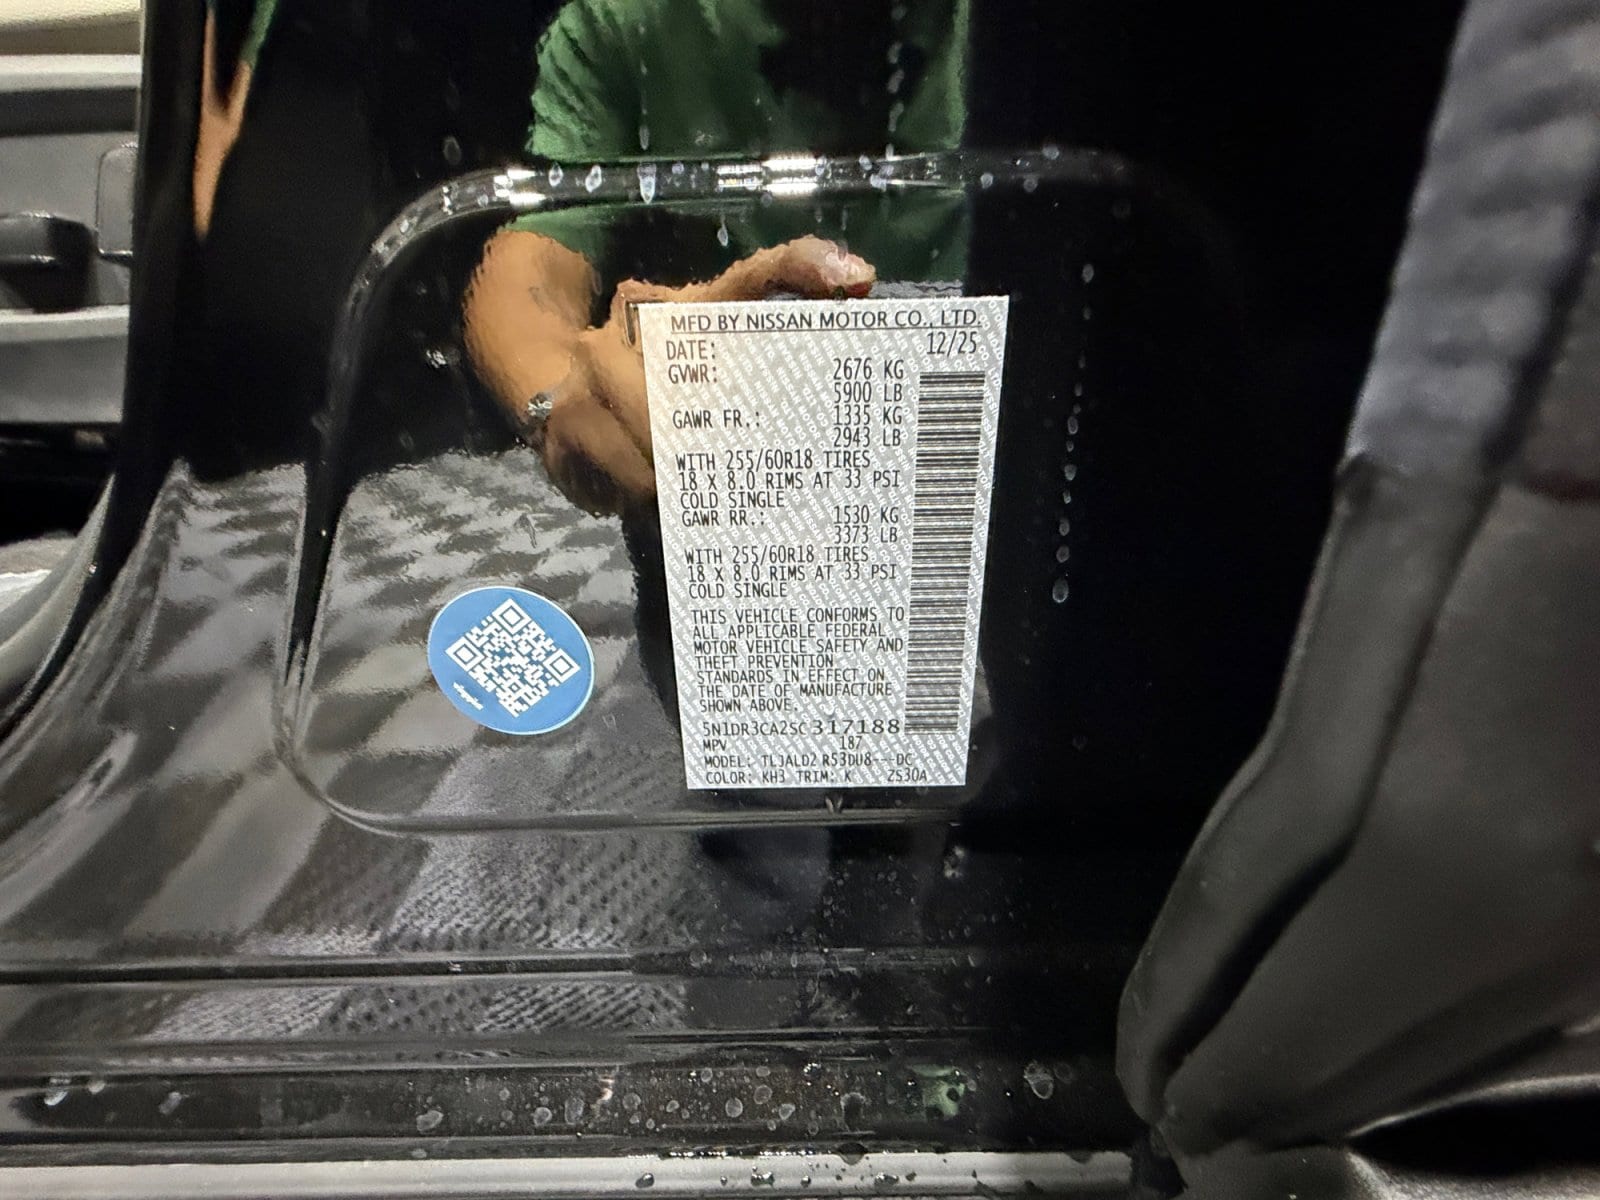 MFD BY NISSAN MOTOR CO., LTD.
DATE: 12/25
GVWR: 2676 KG
5900 LB
GAWR FR.: 1335 KG
2943 LB
WITH 255/60R18 TIRES
18 X 8.0 RIMS AT 33 PSI
COLD SINGLE
GAWR RR.: 1530 KG
3373 LB
WITH 255/60R18 TIRES
18 X 8.0 RIMS AT 33 PSI
COLD SINGLE
THIS VEHICLE CONFORMS TO
ALL APPLICABLE FEDERAL
MOTOR VEHICLE SAFETY AND
THEFT PREVENTION
STANDARDS IN EFFECT ON
THE DATE OF MANUFACTURE
SHOWN ABOVE.
5N1DR3CA2SC317188
MPV 187
MODEL: TLJALD2 R53DU8---DC
COLOR: KH3 TRIM: K ZS30A